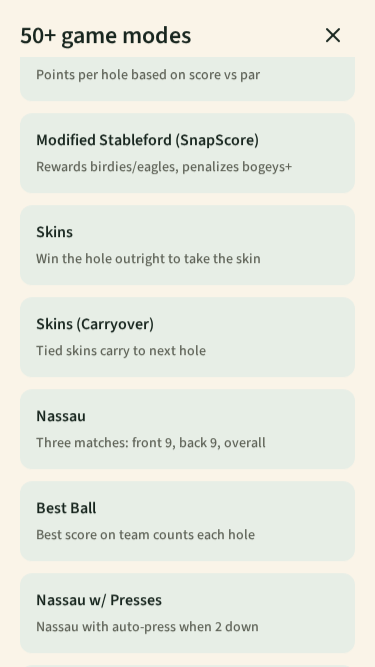 50+ game modes
Points per hole based on score vs par
Modified Stableford (SnapScore)
Rewards birdies/eagles, penalizes bogeys+
Skins
Win the hole outright to take the skin
Skins (Carryover)
Tied skins carry to next hole
Nassau
Three matches: front 9, back 9, overall
Best Ball
Best score on team counts each hole
Nassau w/ Presses
Nassau with auto-press when 2 down